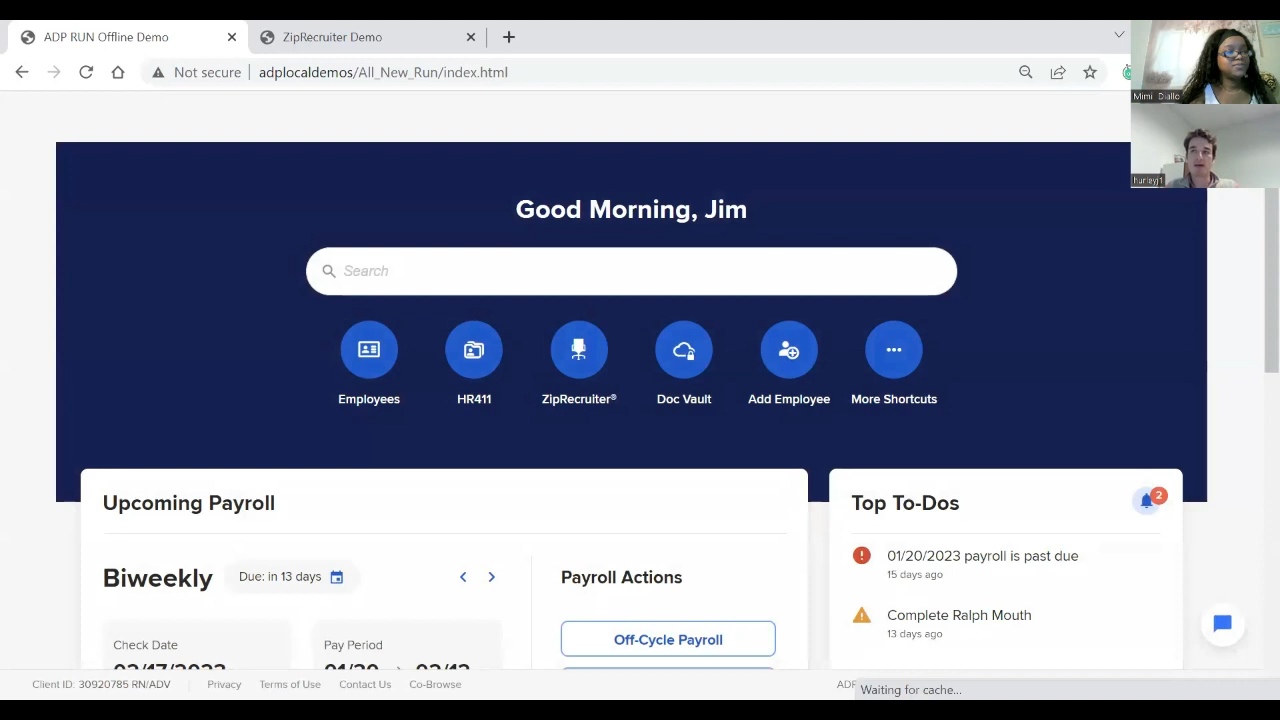 ADP RUN Offline Demo
ZipRecruiter Demo
Not secure
adplocaldemos/All_New_Run/index.html
Mimi Diallo
hurleyj1
Good Morning, Jim
Search
Employees
HR411
ZipRecruiter®
Doc Vault
Add Employee
More Shortcuts
Upcoming Payroll
Top To-Dos
2
Biweekly
Due: in 13 days
Payroll Actions
01/20/2023 payroll is past due
15 days ago
Off-Cycle Payroll
Complete Ralph Mouth
13 days ago
Check Date
Pay Period
Client ID: 30920785 RN/ADV
Privacy
Terms of Use
Contact Us
Co-Browse
Waiting for cache...